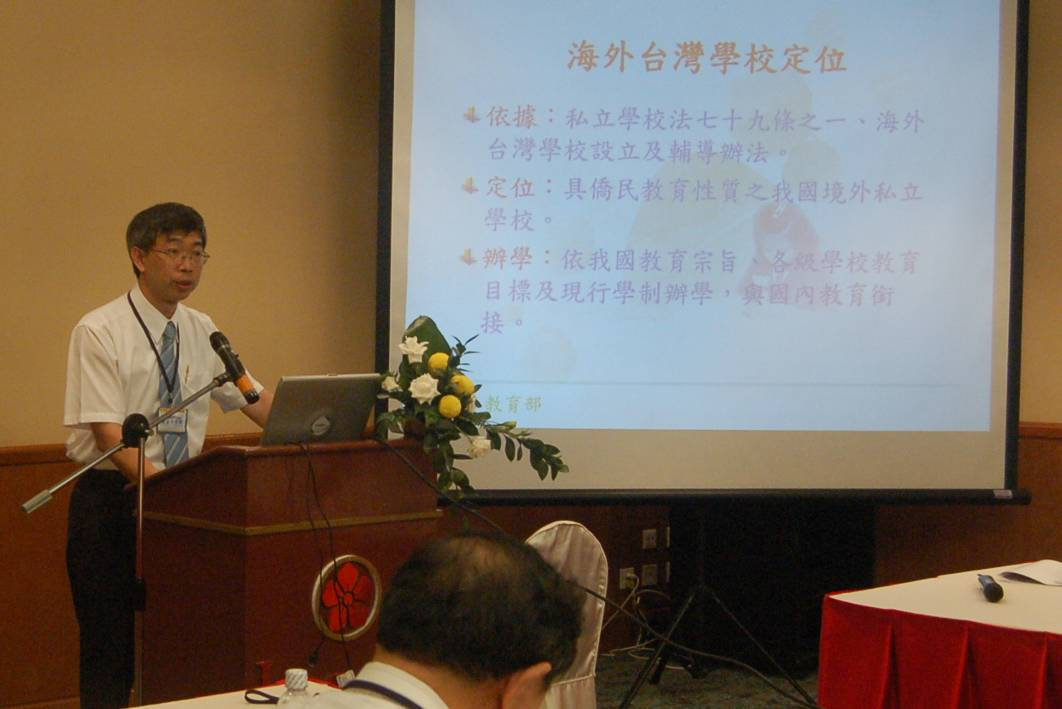 海外台灣學校定位
依據：私立學校法七十九條之一、海外
台灣學校設立及輔導辦法。
定位：具僑民教育性質之我國境外私立
學校。
辦學：依我國教育宗旨、各級學校教育
目標及現行學制辦學，與國內教育銜
接。
教育部